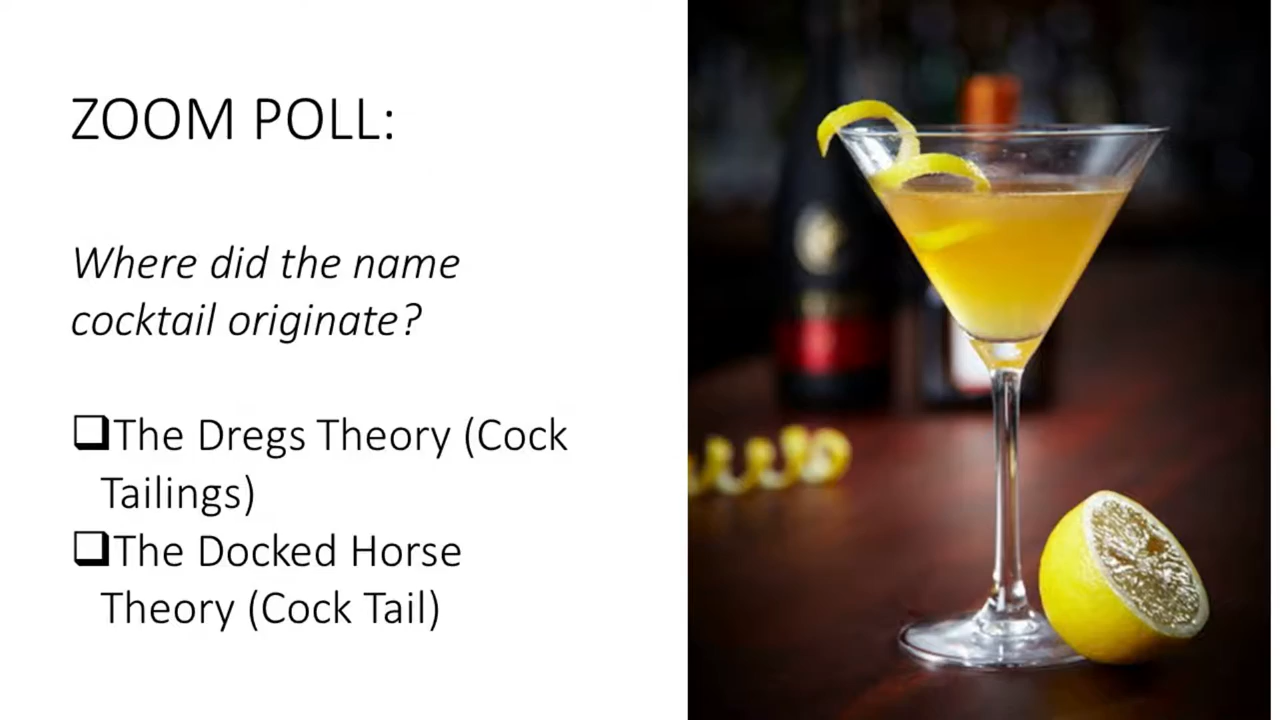 ZOOM POLL:
Where did the name
cocktail originate?
❑The Dregs Theory (Cock
Tailings)
❑The Docked Horse
Theory (Cock Tail)